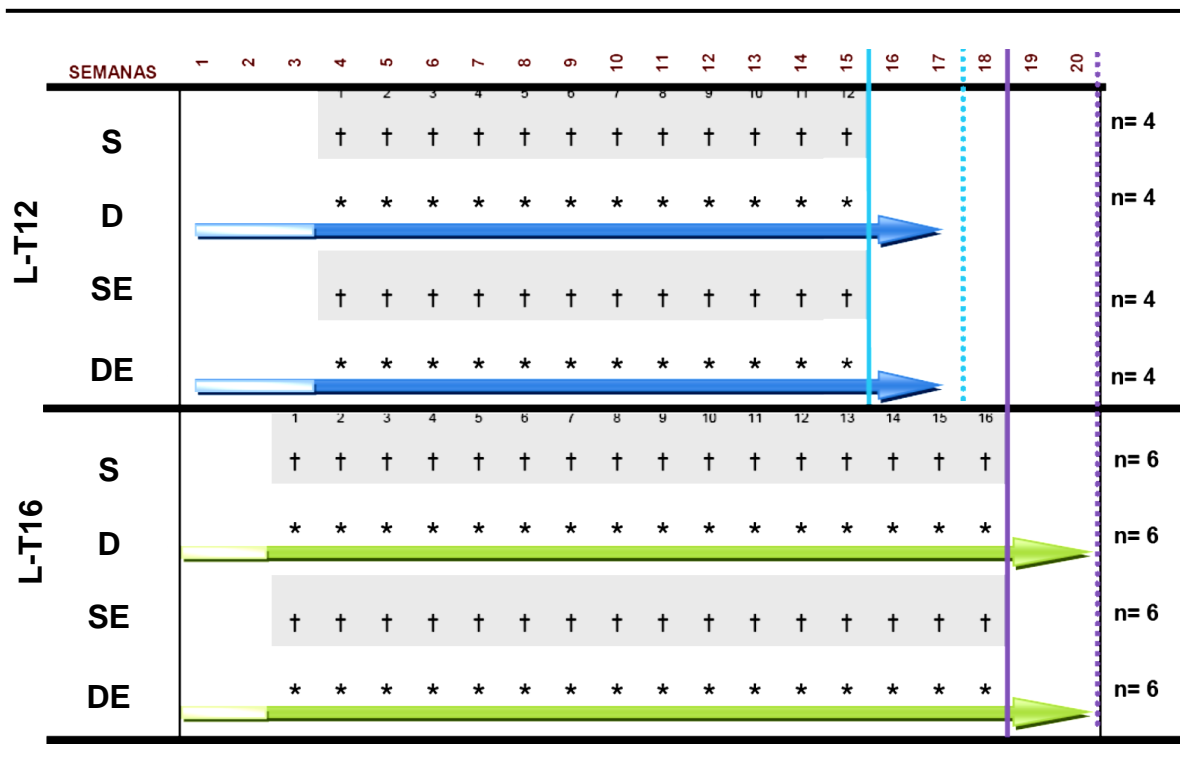 SEMANAS 1 2 3 4 5 6 7 8 9 10 11 12 13 14 15 16 17 18 19 20
L-T12
1 2 3 4 5 6 7 8 9 10 11 12
S † † † † † † † † † † † † n= 4
D * * * * * * * * * * * * n= 4
SE † † † † † † † † † † † † n= 4
DE * * * * * * * * * * * * n= 4
L-T16
1 2 3 4 5 6 7 8 9 10 11 12 13 14 15 16
S † † † † † † † † † † † † † † † † n= 6
D * * * * * * * * * * * * * * * * n= 6
SE † † † † † † † † † † † † † † † † n= 6
DE * * * * * * * * * * * * * * * * n= 6